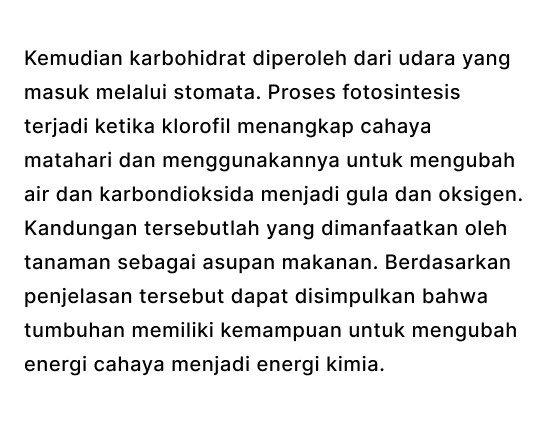 Kemudian karbohidrat diperoleh dari udara yang
masuk melalui stomata. Proses fotosintesis
terjadi ketika klorofil menangkap cahaya
matahari dan menggunakannya untuk mengubah
air dan karbondioksida menjadi gula dan oksigen.
Kandungan tersebutlah yang dimanfaatkan oleh
tanaman sebagai asupan makanan. Berdasarkan
penjelasan tersebut dapat disimpulkan bahwa
tumbuhan memiliki kemampuan untuk mengubah
energi cahaya menjadi energi kimia.